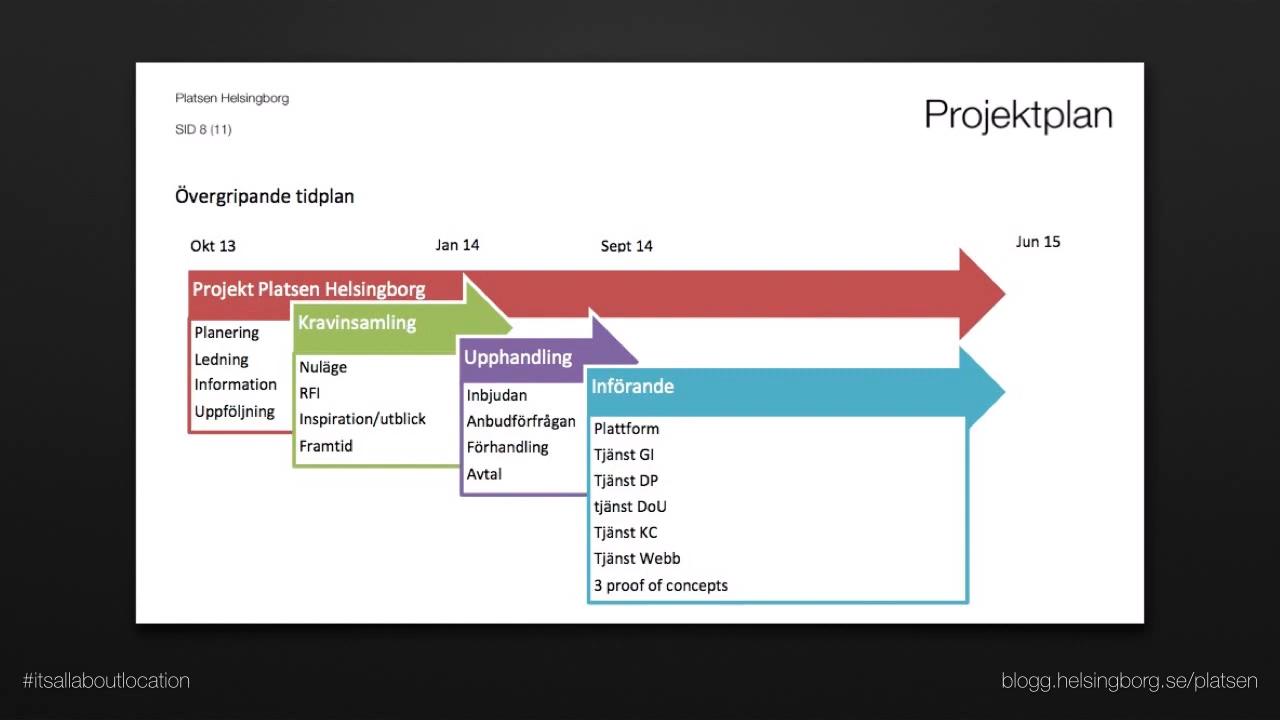 Platsen Helsingborg
SID 8 (11)
Projektplan
Övergripande tidplan
Okt 13
Jan 14
Sept 14
Jun 15
Projekt Platsen Helsingborg
Planering
Ledning
Information
Uppföljning
Kravinsamling
Nuläge
RFI
Inspiration/utblick
Framtid
Upphandling
Inbjudan
Anbudförfrågan
Förhandling
Avtal
Införande
Plattform
Tjänst GI
Tjänst DP
tjänst DoU
Tjänst KC
Tjänst Webb
3 proof of concepts
#itsallaboutlocation
blogg.helsingborg.se/platsen